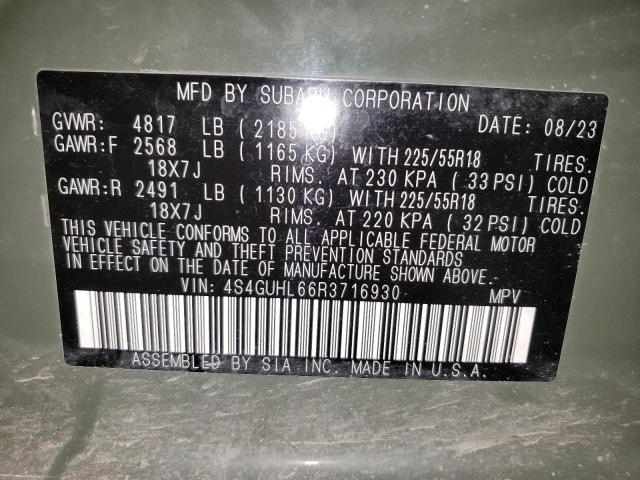 MFD BY SUBARU CORPORATION
GVWR: 4817 LB ( 2185 KG) DATE: 08/23
GAWR:F 2568 LB ( 1165 KG) WITH 225/55R18 TIRES.
18X7J RIMS. AT 230 KPA ( 33 PSI) COLD
GAWR:R 2491 LB ( 1130 KG) WITH 225/55R18 TIRES.
18X7J RIMS. AT 220 KPA ( 32 PSI) COLD
THIS VEHICLE CONFORMS TO ALL APPLICABLE FEDERAL MOTOR
VEHICLE SAFETY AND THEFT PREVENTION STANDARDS
IN EFFECT ON THE DATE OF MANUFACTURE SHOWN ABOVE.
VIN: 4S4GUHL66R3716930 MPV
ASSEMBLED BY SIA INC. MADE IN U.S.A.